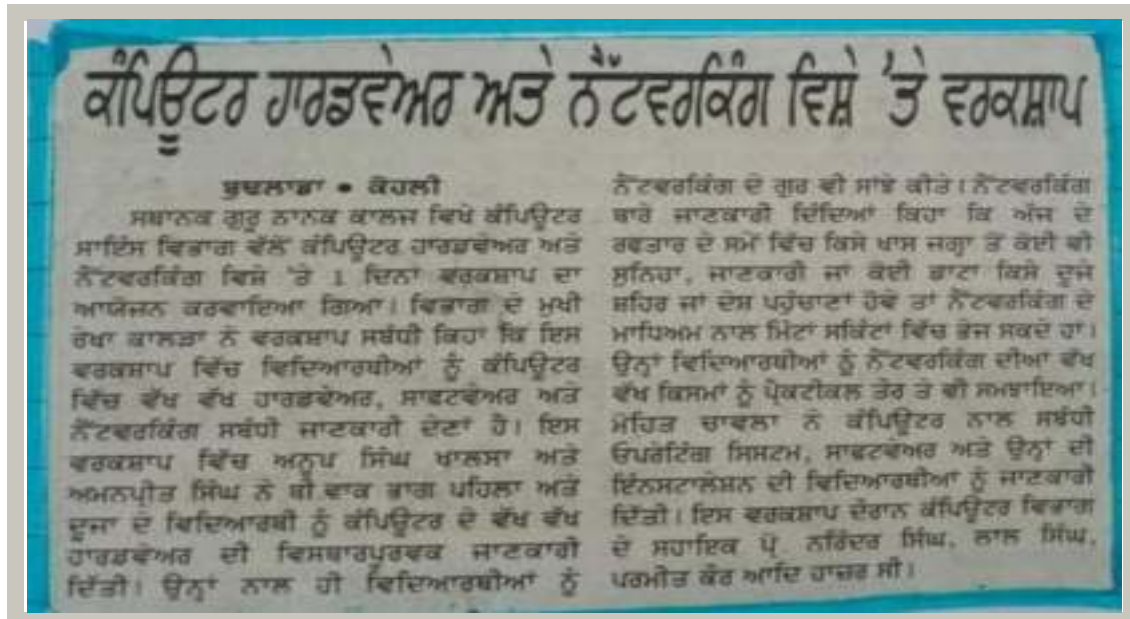 ਕੰਪਿਊਟਰ ਹਾਰਡਵੇਅਰ ਅਤੇ ਨੈੱਟਵਰਕਿੰਗ ਵਿਸ਼ੇ 'ਤੇ ਵਰਕਸ਼ਾਪ
ਬੁਢਲਾਡਾ • ਕੋਹਲੀ
ਸਥਾਨਕ ਗੁਰੂ ਨਾਨਕ ਕਾਲਜ ਵਿਖੇ ਕੰਪਿਊਟਰ
ਸਾਇੰਸ ਵਿਭਾਗ ਵੱਲੋਂ ਕੰਪਿਊਟਰ ਹਾਰਡਵੇਅਰ ਅਤੇ
ਨੈੱਟਵਰਕਿੰਗ ਵਿਸ਼ੇ 'ਤੇ 1 ਦਿਨਾਂ ਵਰਕਸ਼ਾਪ ਦਾ
ਆਯੋਜਨ ਕਰਵਾਇਆ ਗਿਆ। ਵਿਭਾਗ ਦੇ ਮੁਖੀ
ਰੇਖਾ ਕਾਲੜਾ ਨੇ ਵਰਕਸ਼ਾਪ ਸਬੰਧੀ ਕਿਹਾ ਕਿ ਇਸ
ਵਰਕਸ਼ਾਪ ਵਿੱਚ ਵਿਦਿਆਰਥੀਆਂ ਨੂੰ ਕੰਪਿਊਟਰ
ਵਿੱਚ ਵੱਖ ਵੱਖ ਹਾਰਡਵੇਅਰ, ਸਾਫਟਵੇਅਰ ਅਤੇ
ਨੈੱਟਵਰਕਿੰਗ ਸਬੰਧੀ ਜਾਣਕਾਰੀ ਦੇਣਾਂ ਹੈ। ਇਸ
ਵਰਕਸ਼ਾਪ ਵਿੱਚ ਅਨੂਪ ਸਿੰਘ ਖਾਲਸਾ ਅਤੇ
ਅਮਨਪ੍ਰੀਤ ਸਿੰਘ ਨੇ ਬੀ.ਵਾਕ ਭਾਗ ਪਹਿਲਾ ਅਤੇ
ਦੂਜਾ ਦੇ ਵਿਦਿਆਰਥੀ ਨੂੰ ਕੰਪਿਊਟਰ ਦੇ ਵੱਖ ਵੱਖ
ਹਾਰਡਵੇਅਰ ਦੀ ਵਿਸਥਾਰਪੂਰਵਕ ਜਾਣਕਾਰੀ
ਦਿੱਤੀ। ਉਨ੍ਹਾਂ ਨਾਲ ਹੀ ਵਿਦਿਆਰਥੀਆਂ ਨੂੰ
ਨੈੱਟਵਰਕਿੰਗ ਦੇ ਗੁਰ ਵੀ ਸਾਂਝੇ ਕੀਤੇ। ਨੈੱਟਵਰਕਿੰਗ
ਬਾਰੇ ਜਾਣਕਾਰੀ ਦਿੰਦਿਆਂ ਕਿਹਾ ਕਿ ਅੱਜ ਦੇ
ਰਫਤਾਰ ਦੇ ਸਮੇਂ ਵਿੱਚ ਕਿਸੇ ਖਾਸ ਜਗ੍ਹਾ ਤੋਂ ਕੋਈ ਵੀ
ਸੁਨਿਹਾ, ਜਾਣਕਾਰੀ ਜਾਂ ਕੋਈ ਡਾਟਾ ਕਿਸੇ ਦੂਜੇ
ਸ਼ਹਿਰ ਜਾਂ ਦੇਸ਼ ਪਹੁੰਚਾਣਾਂ ਹੋਵੇ ਤਾਂ ਨੈੱਟਵਰਕਿੰਗ ਦੇ
ਮਾਧਿਅਮ ਨਾਲ ਮਿੰਟਾਂ ਸਕਿੰਟਾਂ ਵਿੱਚ ਭੇਜ ਸਕਦੇ ਹਾਂ।
ਉਨ੍ਹਾਂ ਵਿਦਿਆਰਥੀਆਂ ਨੂੰ ਨੈੱਟਵਰਕਿੰਗ ਦੀਆ ਵੱਖ
ਵੱਖ ਕਿਸਮਾਂ ਨੂੰ ਪ੍ਰੈਕਟੀਕਲ ਤੌਰ ਤੇ ਵੀ ਸਮਝਾਇਆ।
ਮੋਹਿਤ ਚਾਵਲਾ ਨੇ ਕੰਪਿਊਟਰ ਨਾਲ ਸਬੰਧੀ
ਓਪਰੇਟਿੰਗ ਸਿਸਟਮ, ਸਾਫਟਵੇਅਰ ਅਤੇ ਉਨ੍ਹਾਂ ਦੀ
ਇੰਨਸਟਾਲੇਸ਼ਨ ਦੀ ਵਿਦਿਆਰਥੀਆਂ ਨੂੰ ਜਾਣਕਾਰੀ
ਦਿੱਤੀ। ਇਸ ਵਰਕਸ਼ਾਪ ਦੌਰਾਨ ਕੰਪਿਊਟਰ ਵਿਭਾਗ
ਦੇ ਸਹਾਇਕ ਪ੍ਰੋ. ਨਰਿੰਦਰ ਸਿੰਘ, ਲਾਲ ਸਿੰਘ,
ਪਰਮੀਤ ਕੌਰ ਆਦਿ ਹਾਜ਼ਰ ਸੀ।